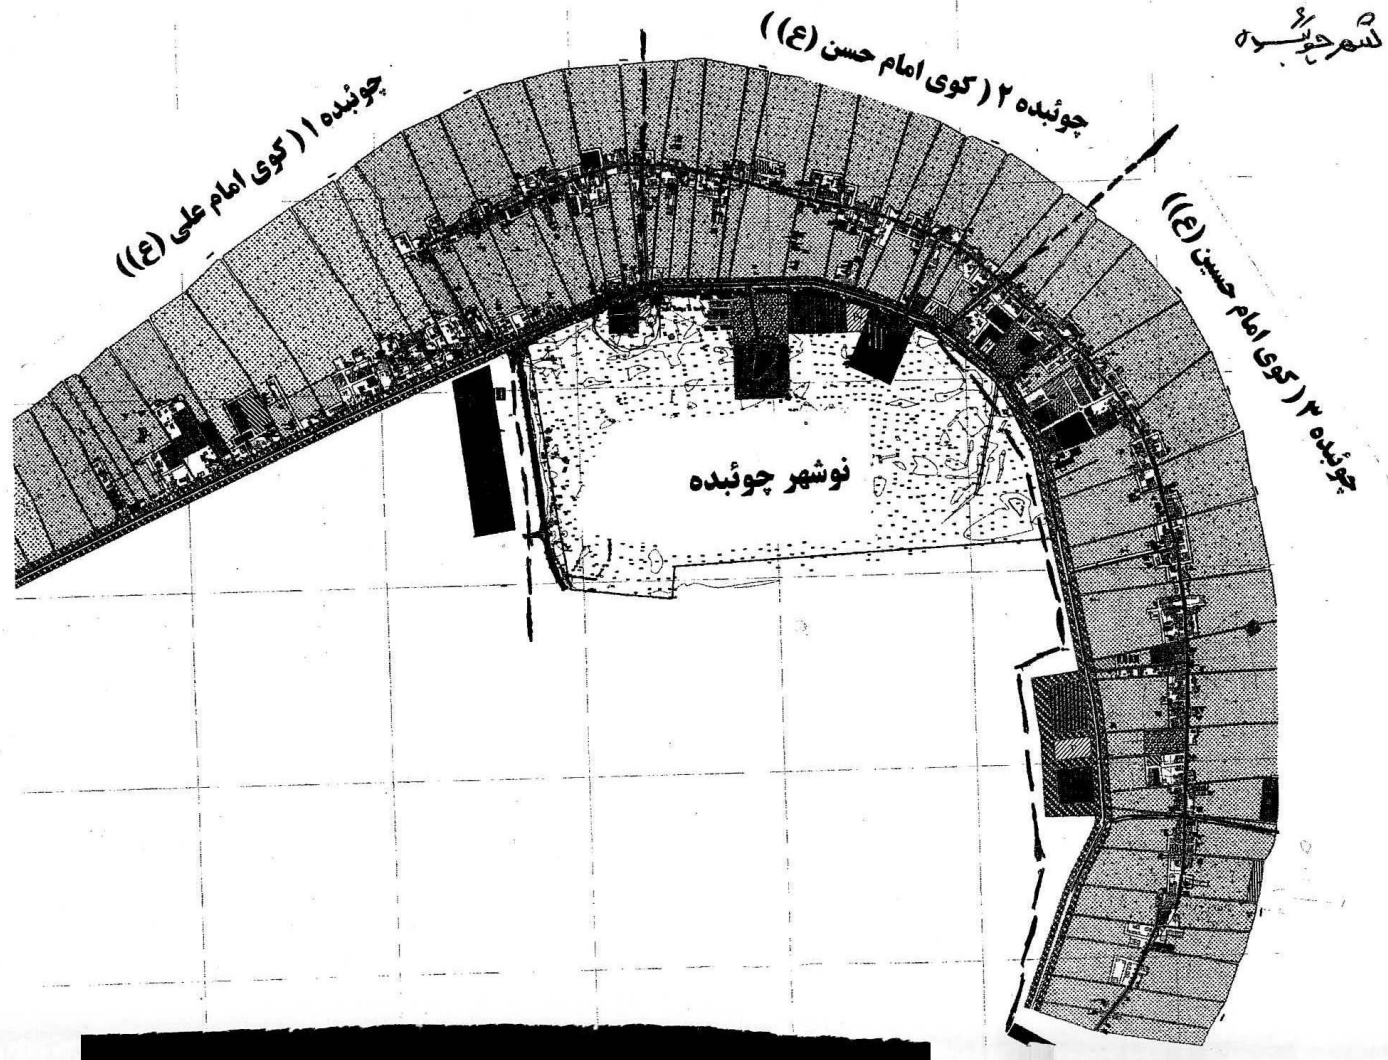 شهر چوئبده
چوئبده ۱ ( کوی امام علی (ع))
چوئبده ۲ ( کوی امام حسن (ع) )
چوئبده ۳ ( کوی امام حسین (ع))
نوشهر چوئبده